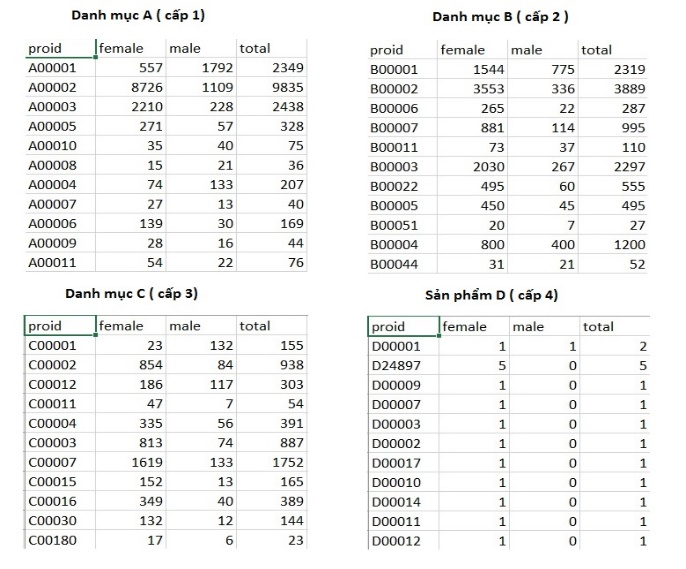 Danh mục A ( cấp 1)
proid female male total
A00001 557 1792 2349
A00002 8726 1109 9835
A00003 2210 228 2438
A00005 271 57 328
A00010 35 40 75
A00008 15 21 36
A00004 74 133 207
A00007 27 13 40
A00006 139 30 169
A00009 28 16 44
A00011 54 22 76
Danh mục B ( cấp 2 )
proid female male total
B00001 1544 775 2319
B00002 3553 336 3889
B00006 265 22 287
B00007 881 114 995
B00011 73 37 110
B00003 2030 267 2297
B00022 495 60 555
B00005 450 45 495
B00051 20 7 27
B00004 800 400 1200
B00044 31 21 52
Danh mục C ( cấp 3)
proid female male total
C00001 23 132 155
C00002 854 84 938
C00012 186 117 303
C00011 47 7 54
C00004 335 56 391
C00003 813 74 887
C00007 1619 133 1752
C00015 152 13 165
C00016 349 40 389
C00030 132 12 144
C00180 17 6 23
Sản phẩm D ( cấp 4)
proid female male total
D00001 1 1 2
D24897 5 0 5
D00009 1 0 1
D00007 1 0 1
D00003 1 0 1
D00002 1 0 1
D00017 1 0 1
D00010 1 0 1
D00014 1 0 1
D00011 1 0 1
D00012 1 0 1